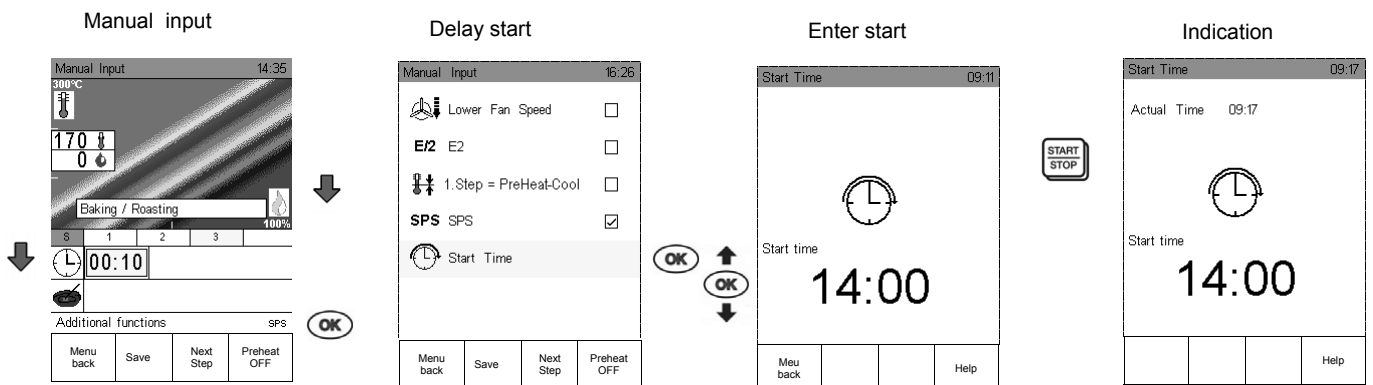 Manual input
Manual Input 14:35
300°C
170
0
Baking / Roasting
100%
S 1 2 3
00:10
Additional functions SPS
Menu back Save Next Step Preheat OFF
OK
Delay start
Manual Input 16:26
Lower Fan Speed
E/2 E2
1.Step = PreHeat-Cool
SPS SPS
Start Time
Menu back Save Next Step Preheat OFF
OK
OK
Enter start
Start Time 09:11
Start time
14:00
Meu back Help
START
STOP
Indication
Start Time 09:17
Actual Time 09:17
Start time
14:00
Help